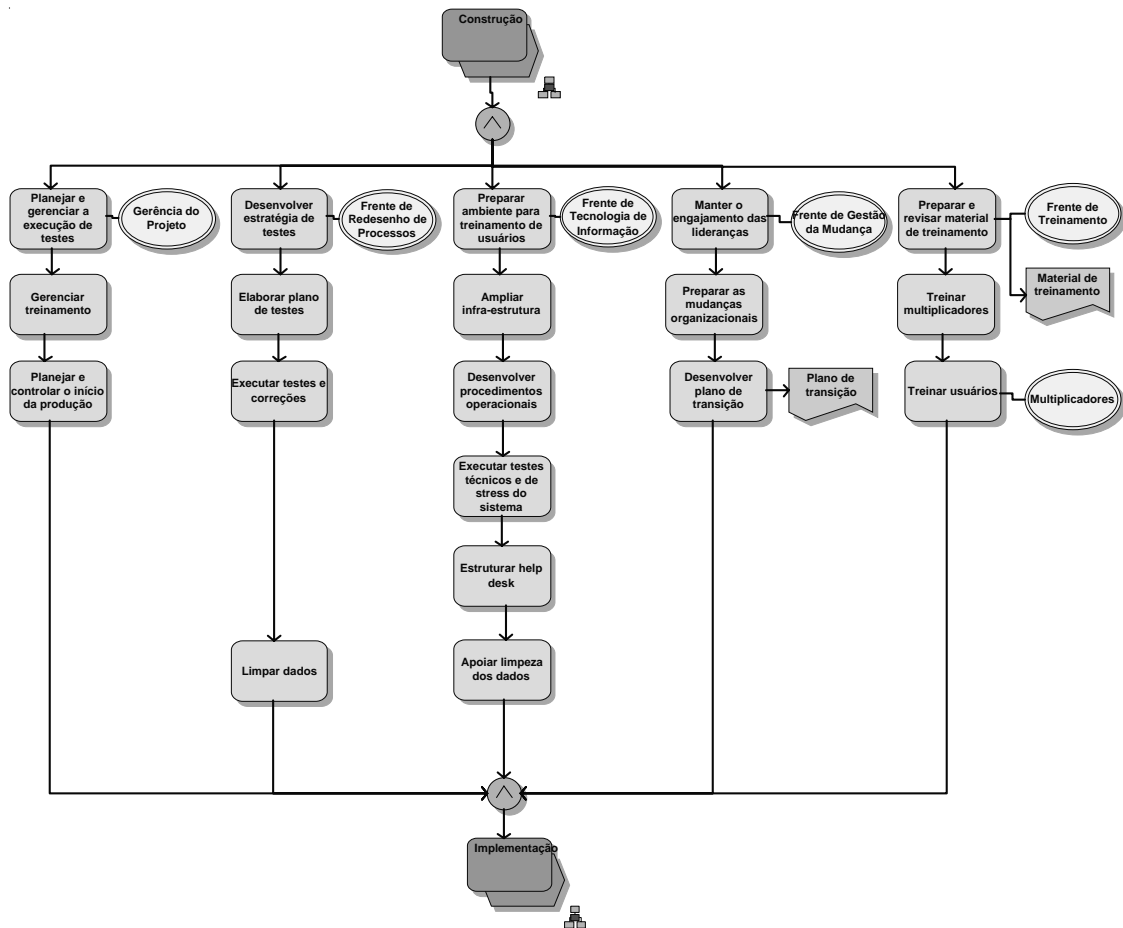 Construção
Planejar e
gerenciar a
execução de
testes
Gerência do
Projeto
Desenvolver
estratégia de
testes
Frente de
Redesenho de
Processos
Preparar
ambiente para
treinamento de
usuários
Frente de
Tecnologia de
Informação
Manter o
engajamento das
lideranças
Frente de Gestão
da Mudança
Preparar e
revisar material
de treinamento
Frente de
Treinamento
Gerenciar
treinamento
Elaborar plano
de testes
Ampliar
infra-estrutura
Preparar as
mudanças
organizacionais
Treinar
multiplicadores
Material de
treinamento
Planejar e
controlar o início
da produção
Executar testes e
correções
Desenvolver
procedimentos
operacionais
Desenvolver
plano de
transição
Plano de
transição
Treinar usuários
Multiplicadores
Executar testes
técnicos e de
stress do
sistema
Estruturar help
desk
Limpar dados
Apoiar limpeza
dos dados
Implementação